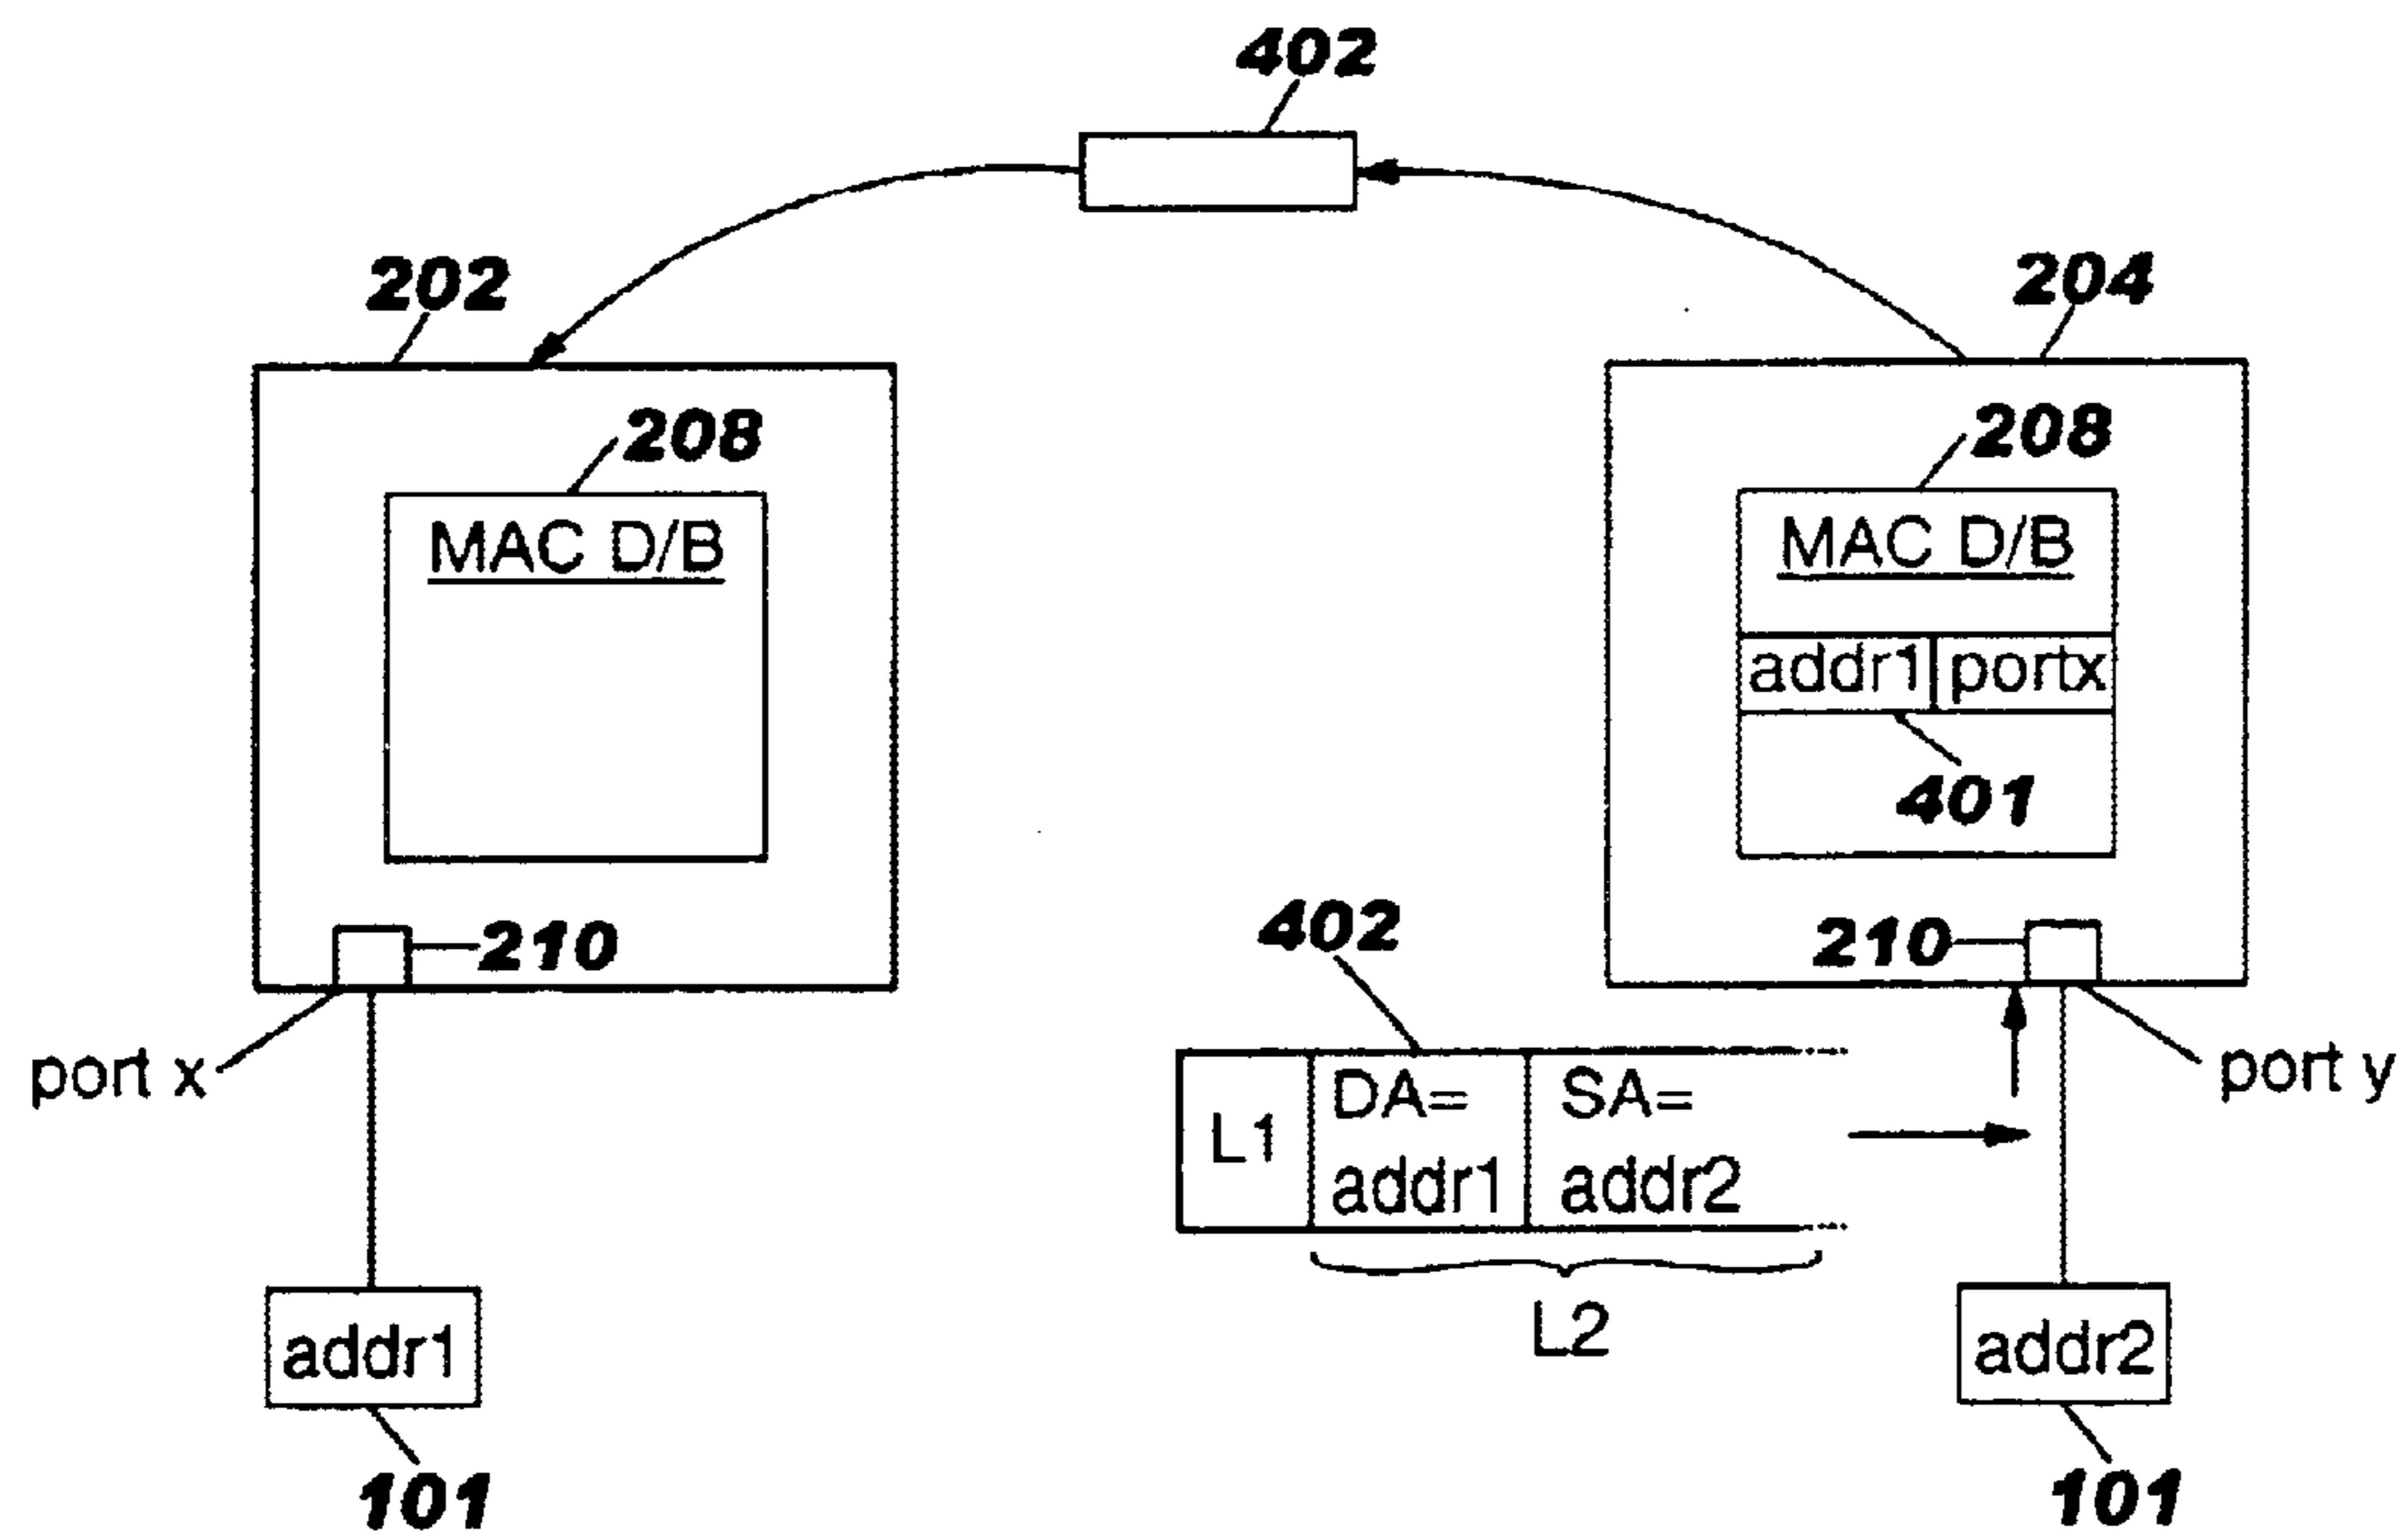 402
202
204
208
208
MAC D/B
MAC D/B
addr1 portx
401
402
210
210
port x
L1
DA=
addr1
SA=
addr2
port y
L2
addr1
addr2
101
101